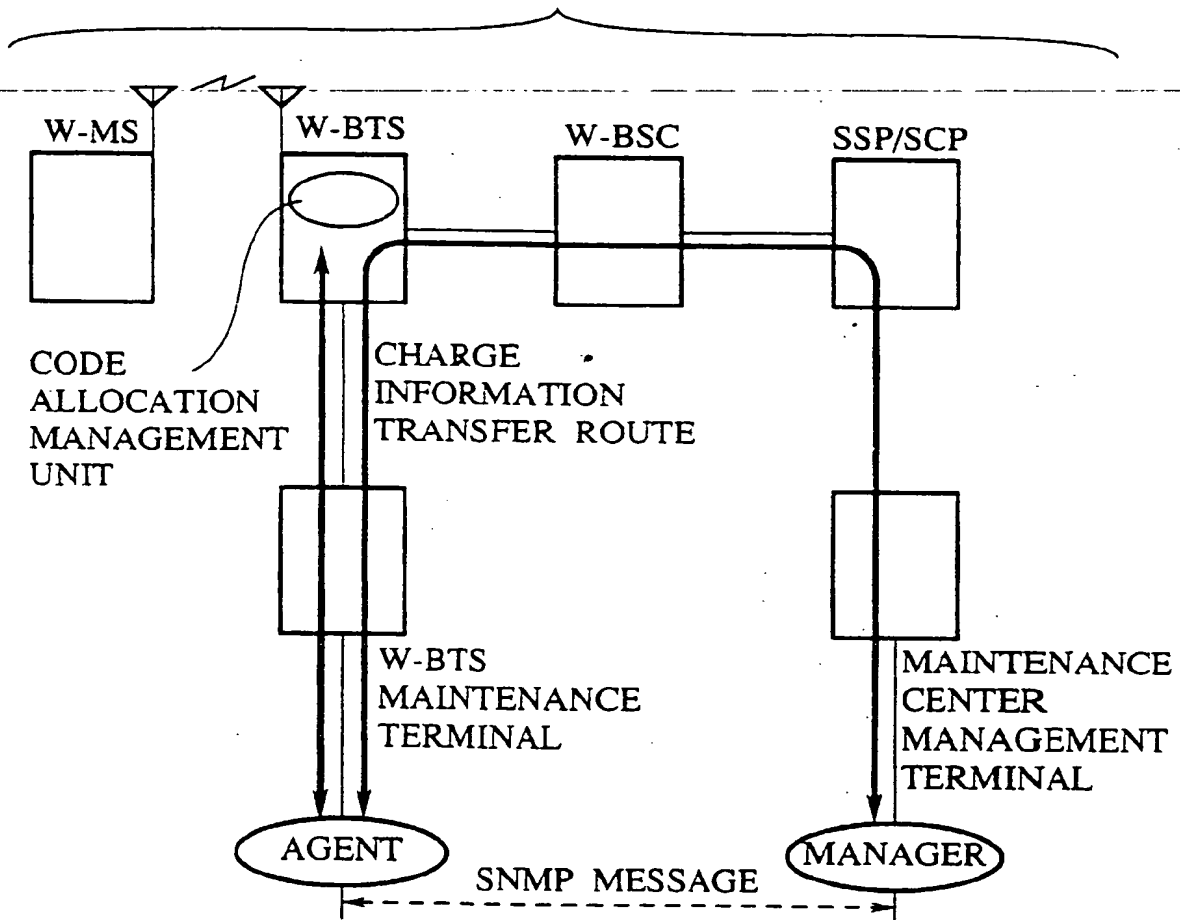 W-MS
W-BTS
W-BSC
SSP/SCP
CODE
ALLOCATION
MANAGEMENT
UNIT
CHARGE
INFORMATION
TRANSFER ROUTE
W-BTS
MAINTENANCE
TERMINAL
MAINTENANCE
CENTER
MANAGEMENT
TERMINAL
AGENT
MANAGER
SNMP MESSAGE